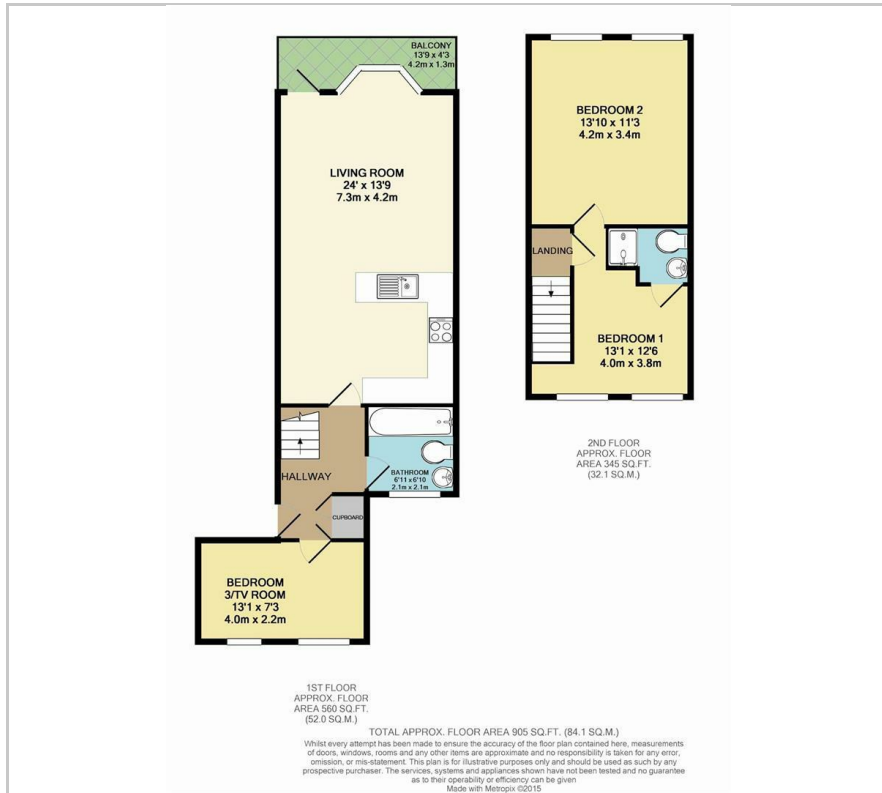 BALCONY
13'9 x 4'3
4.2m x 1.3m
LIVING ROOM
24' x 13'9
7.3m x 4.2m
HALLWAY
BATHROOM
6'11 x 6'10
2.1m x 2.1m
CUPBOARD
BEDROOM
3/TV ROOM
13'1 x 7'3
4.0m x 2.2m
1ST FLOOR
APPROX. FLOOR
AREA 560 SQ.FT.
(52.0 SQ.M.)
BEDROOM 2
13'10 x 11'3
4.2m x 3.4m
LANDING
BEDROOM 1
13'1 x 12'6
4.0m x 3.8m
2ND FLOOR
APPROX. FLOOR
AREA 345 SQ.FT.
(32.1 SQ.M.)
TOTAL APPROX. FLOOR AREA 905 SQ.FT. (84.1 SQ.M.)
Whilst every attempt has been made to ensure the accuracy of the floor plan contained here, measurements
of doors, windows, rooms and any other items are approximate and no responsibility is taken for any error,
omission, or mis-statement. This plan is for illustrative purposes only and should be used as such by any
prospective purchaser. The services, systems and appliances shown have not been tested and no guarantee
as to their operability or efficiency can be given
Made with Metropix ©2015